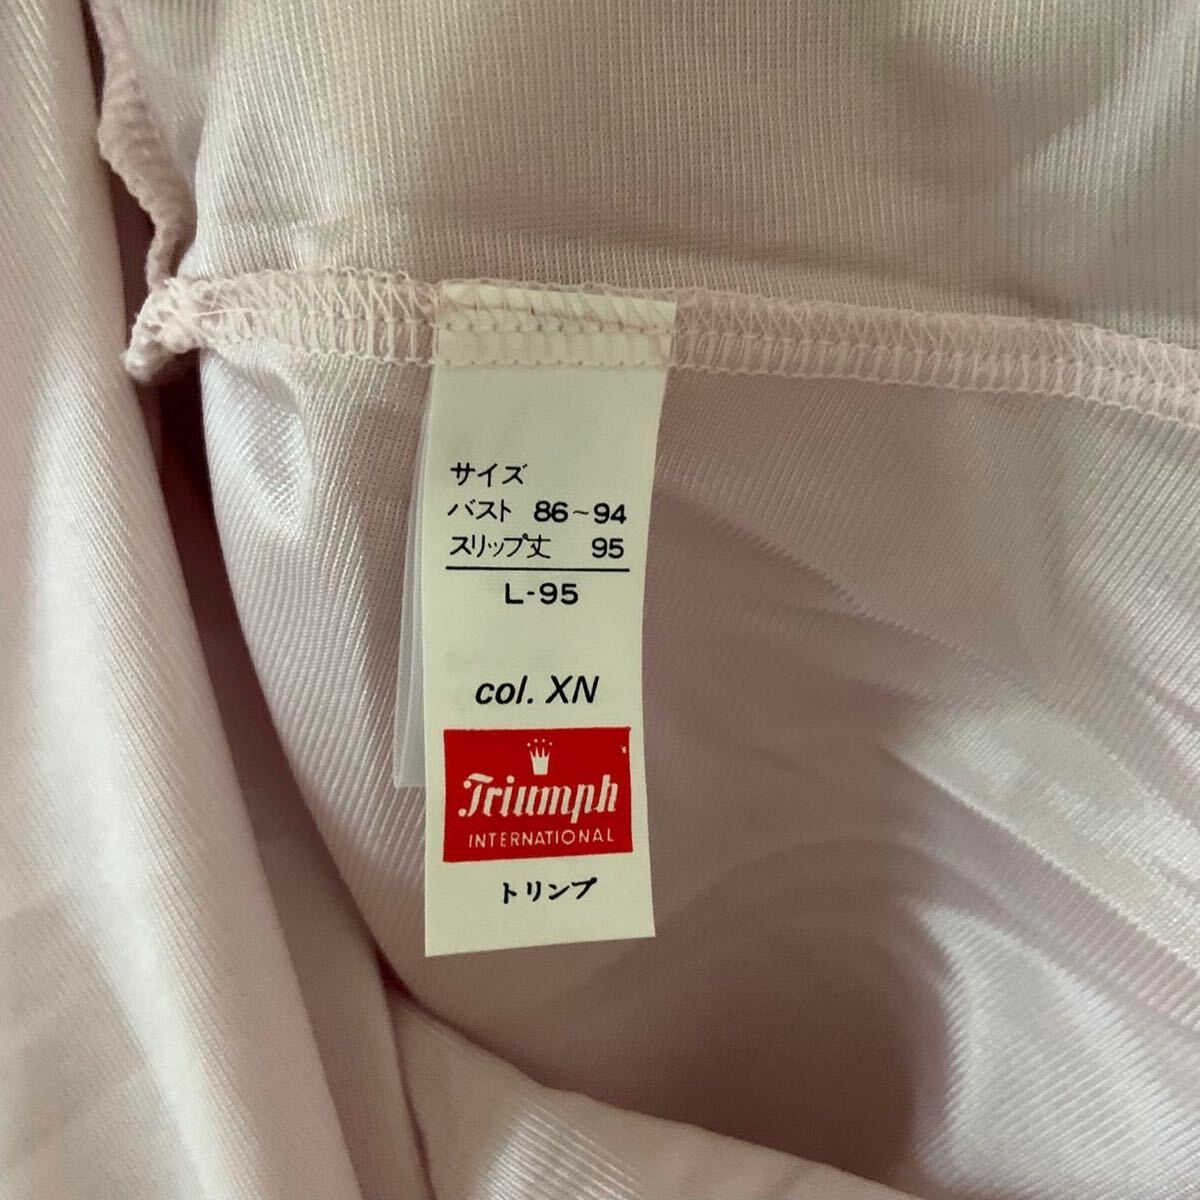 サイズ
バスト 86~94
スリップ丈 95
L-95
col. XN
Triumph
INTERNATIONAL
トリンプ